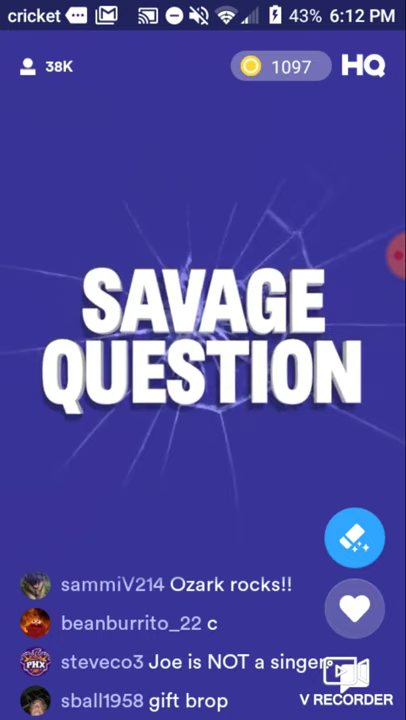 cricket 43% 6:12 PM
38K 1097 HQ
SAVAGE
QUESTION
sammiV214 Ozark rocks!!
beanburrito_22 c
steveco3 Joe is NOT a singer
PHX
sball1958 gift brop
V RECORDER